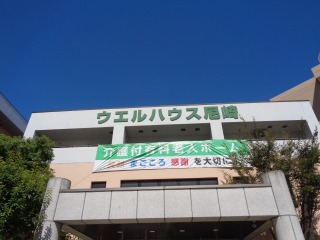 ウエルハウス尼崎
介護付有料老人ホーム
まごころ 感謝 を大切に